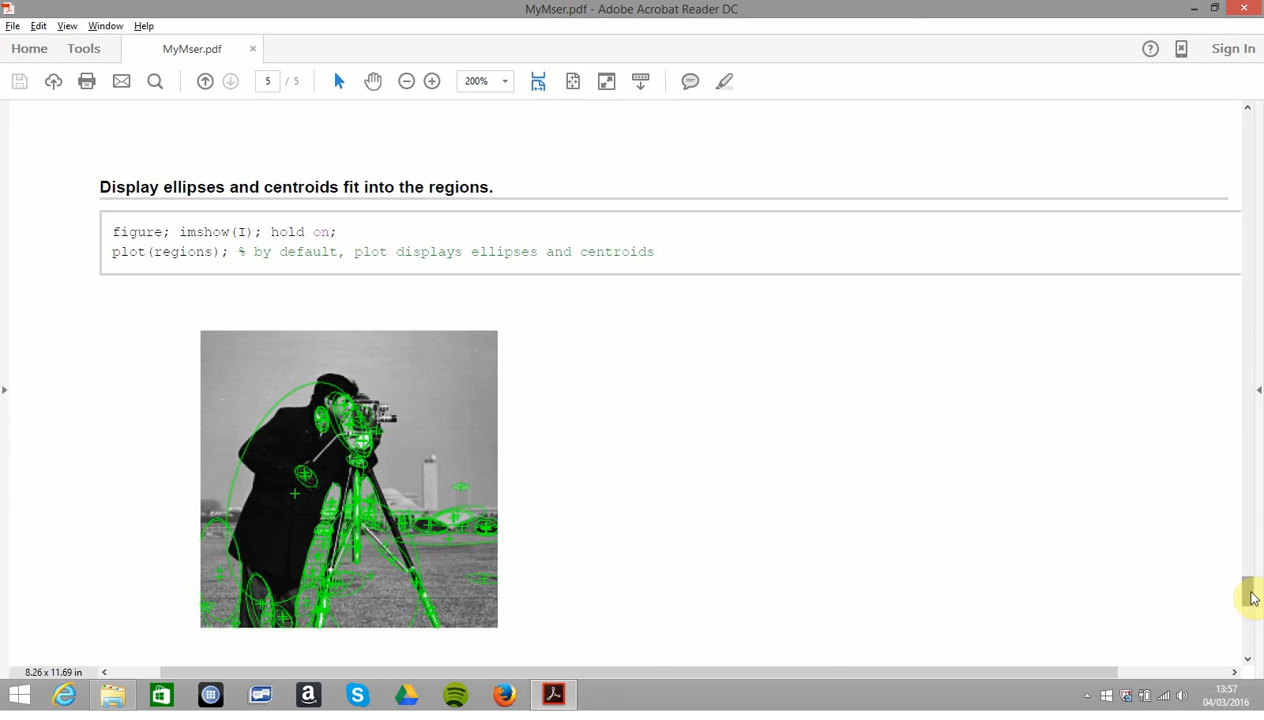 MyMser.pdf - Adobe Acrobat Reader DC
File Edit View Window Help
Home Tools MyMser.pdf × Sign In
5 / 5 200%
Display ellipses and centroids fit into the regions.
figure; imshow(I); hold on;
plot(regions); % by default, plot displays ellipses and centroids
8.26 x 11.69 in
13:57
04/03/2016